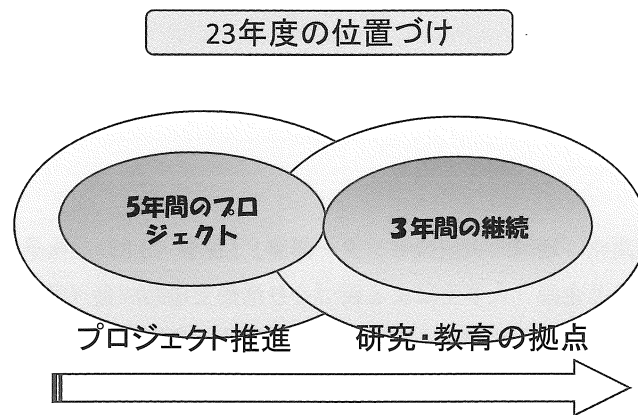 23年度の位置づけ
5年間のプロ
ジェクト
3年間の継続
プロジェクト推進
研究・教育の拠点